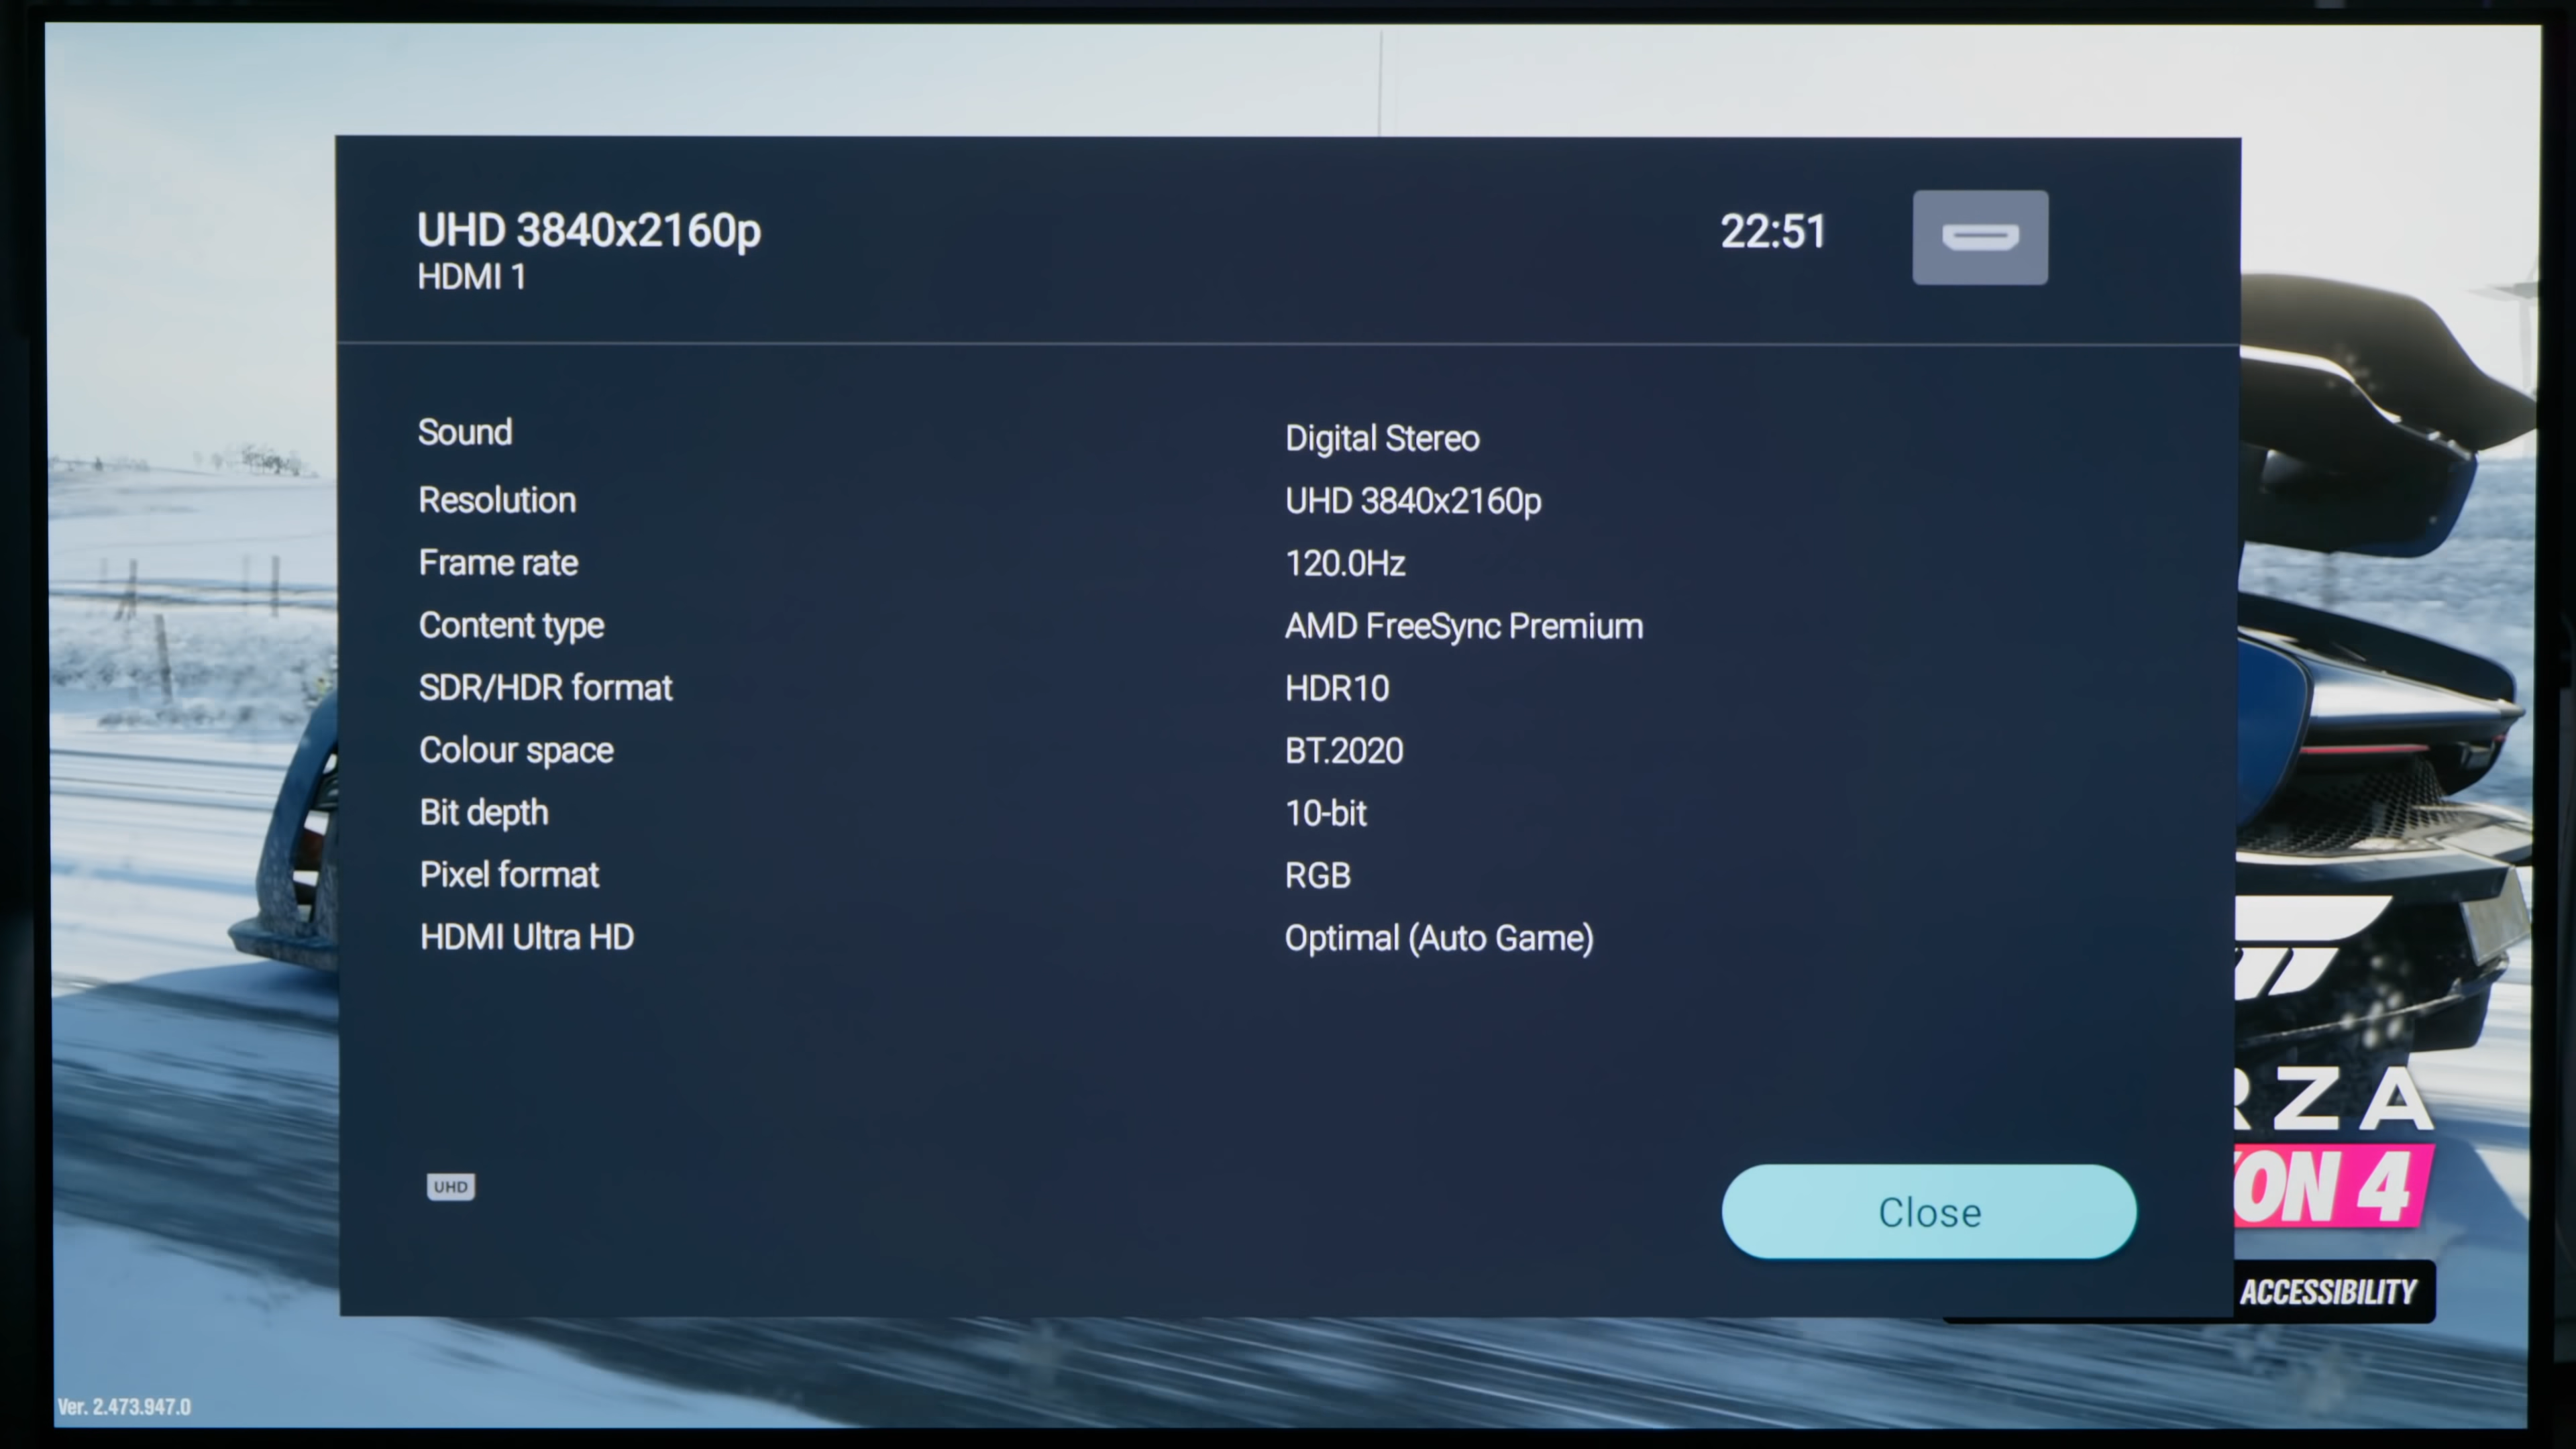 UHD 3840x2160p
HDMI 1
22:51
Sound Digital Stereo
Resolution UHD 3840x2160p
Frame rate 120.0Hz
Content type AMD FreeSync Premium
SDR/HDR format HDR10
Colour space BT.2020
Bit depth 10-bit
Pixel format RGB
HDMI Ultra HD Optimal (Auto Game)
UHD
Close
RZA
ON 4
ACCESSIBILITY
Ver. 2.473.947.0